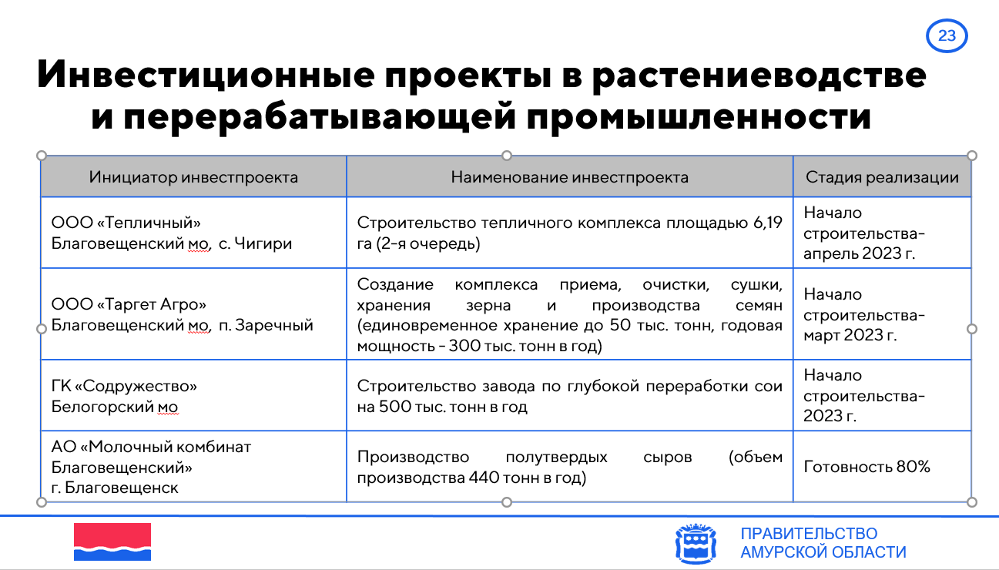 23
Инвестиционные проекты в растениеводстве
и перерабатывающей промышленности
Инициатор инвестпроекта
Наименование инвестпроекта
Стадия реализации
ООО «Тепличный»
Благовещенский мо, с. Чигири
Строительство тепличного комплекса площадью 6,19
га (2-я очередь)
Начало
строительства-
апрель 2023 г.
ООО «Таргет Агро»
Благовещенский мо, п. Заречный
Создание комплекса приема, очистки, сушки,
хранения зерна и производства семян
(единовременное хранение до 50 тыс. тонн, годовая
мощность - 300 тыс. тонн в год)
Начало
строительства-
март 2023 г.
ГК «Содружество»
Белогорский мо
Строительство завода по глубокой переработки сои
на 500 тыс. тонн в год
Начало
строительства-
2023 г.
АО «Молочный комбинат
Благовещенский»
г. Благовещенск
Производство полутвердых сыров (объем
производства 440 тонн в год)
Готовность 80%
ПРАВИТЕЛЬСТВО
АМУРСКОЙ ОБЛАСТИ